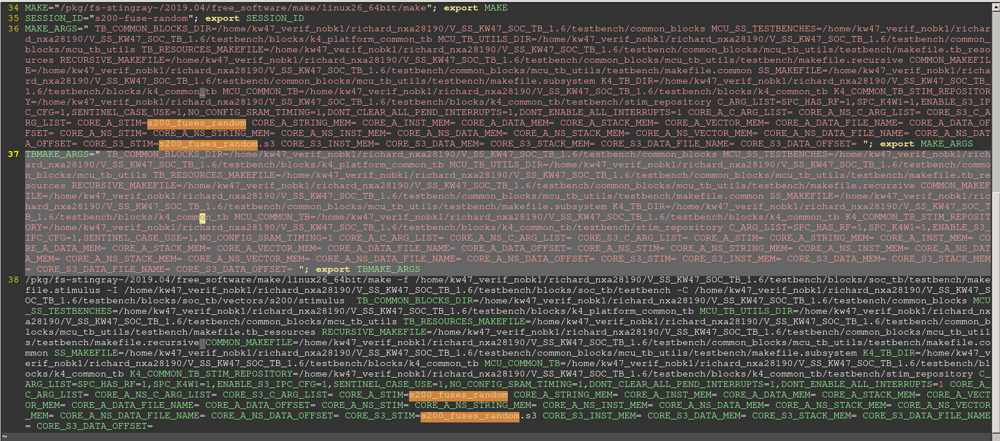 34 MAKE="/pkg/fs-stingray-/2019.04/free_software/make/linux26_64bit/make"; export MAKE
35 SESSION_ID="s200-fuse-random"; export SESSION_ID
36 MAKE_ARGS=" TB_COMMON_BLOCKS_DIR=/home/kw47_verif_nobk1/richard_nxa28190/V_SS_KW47_SOC_TB_1.6/testbench/common_blocks MCU_SS_TESTBENCHES=/home/kw47_verif_nobk1/richar
d_nxa28190/V_SS_KW47_SOC_TB_1.6/testbench/blocks/k4_platform_common_tb MCU_TB_UTILS_DIR=/home/kw47_verif_nobk1/richard_nxa28190/V_SS_KW47_SOC_TB_1.6/testbench/common_
blocks/mcu_tb_utils TB_RESOURCES_MAKEFILE=/home/kw47_verif_nobk1/richard_nxa28190/V_SS_KW47_SOC_TB_1.6/testbench/common_blocks/mcu_tb_utils/testbench/makefile.tb_reso
urces RECURSIVE_MAKEFILE=/home/kw47_verif_nobk1/richard_nxa28190/V_SS_KW47_SOC_TB_1.6/testbench/common_blocks/mcu_tb_utils/testbench/makefile.recursive COMMON_MAKEFIL
E=/home/kw47_verif_nobk1/richard_nxa28190/V_SS_KW47_SOC_TB_1.6/testbench/common_blocks/mcu_tb_utils/testbench/makefile.common SS_MAKEFILE=/home/kw47_verif_nobk1/richa
rd_nxa28190/V_SS_KW47_SOC_TB_1.6/testbench/common_blocks/mcu_tb_utils/testbench/makefile.subsystem K4_TB_DIR=/home/kw47_verif_nobk1/richard_nxa28190/V_SS_KW47_SOC_TB_
1.6/testbench/blocks/k4_common_tb MCU_COMMON_TB=/home/kw47_verif_nobk1/richard_nxa28190/V_SS_KW47_SOC_TB_1.6/testbench/blocks/k4_common_tb K4_COMMON_TB_STIM_REPOSITOR
Y=/home/kw47_verif_nobk1/richard_nxa28190/V_SS_KW47_SOC_TB_1.6/testbench/blocks/k4_common_tb/testbench/stim_repository C_ARG_LIST=SPC_HAS_RF=1,SPC_K4W1=1,ENABLE_S3_IP
C_CFG=1,SENTINEL_CASE_USE=1,NO_CONFIG_SRAM_TIMING=1,DONT_CLEAR_ALL_PEND_INTERRUPTS=1,DONT_ENABLE_ALL_INTERRUPTS=1 CORE_A_C_ARG_LIST= CORE_A_NS_C_ARG_LIST= CORE_S3_C_A
RG_LIST= CORE_A_STIM=s200_fuses_random CORE_A_STRING_MEM= CORE_A_INST_MEM= CORE_A_DATA_MEM= CORE_A_STACK_MEM= CORE_A_VECTOR_MEM= CORE_A_DATA_FILE_NAME= CORE_A_DATA_OF
FSET= CORE_A_NS_STIM= CORE_A_NS_STRING_MEM= CORE_A_NS_INST_MEM= CORE_A_NS_DATA_MEM= CORE_A_NS_STACK_MEM= CORE_A_NS_VECTOR_MEM= CORE_A_NS_DATA_FILE_NAME= CORE_A_NS_DAT
A_OFFSET= CORE_S3_STIM=s200_fuses_random.s3 CORE_S3_INST_MEM= CORE_S3_DATA_MEM= CORE_S3_STACK_MEM= CORE_S3_DATA_FILE_NAME= CORE_S3_DATA_OFFSET= "; export MAKE_ARGS
37 TBMAKE_ARGS=" TB_COMMON_BLOCKS_DIR=/home/kw47_verif_nobk1/richard_nxa28190/V_SS_KW47_SOC_TB_1.6/testbench/common_blocks MCU_SS_TESTBENCHES=/home/kw47_verif_nobk1/rich
ard_nxa28190/V_SS_KW47_SOC_TB_1.6/testbench/blocks/k4_platform_common_tb MCU_TB_UTILS_DIR=/home/kw47_verif_nobk1/richard_nxa28190/V_SS_KW47_SOC_TB_1.6/testbench/commo
n_blocks/mcu_tb_utils TB_RESOURCES_MAKEFILE=/home/kw47_verif_nobk1/richard_nxa28190/V_SS_KW47_SOC_TB_1.6/testbench/common_blocks/mcu_tb_utils/testbench/makefile.tb_re
sources RECURSIVE_MAKEFILE=/home/kw47_verif_nobk1/richard_nxa28190/V_SS_KW47_SOC_TB_1.6/testbench/common_blocks/mcu_tb_utils/testbench/makefile.recursive COMMON_MAKEF
ILE=/home/kw47_verif_nobk1/richard_nxa28190/V_SS_KW47_SOC_TB_1.6/testbench/common_blocks/mcu_tb_utils/testbench/makefile.common SS_MAKEFILE=/home/kw47_verif_nobk1/ric
hard_nxa28190/V_SS_KW47_SOC_TB_1.6/testbench/common_blocks/mcu_tb_utils/testbench/makefile.subsystem K4_TB_DIR=/home/kw47_verif_nobk1/richard_nxa28190/V_SS_KW47_SOC_T
B_1.6/testbench/blocks/k4_common_tb MCU_COMMON_TB=/home/kw47_verif_nobk1/richard_nxa28190/V_SS_KW47_SOC_TB_1.6/testbench/blocks/k4_common_tb K4_COMMON_TB_STIM_REPOSIT
ORY=/home/kw47_verif_nobk1/richard_nxa28190/V_SS_KW47_SOC_TB_1.6/testbench/blocks/k4_common_tb/testbench/stim_repository C_ARG_LIST=SPC_HAS_RF=1,SPC_K4W1=1,ENABLE_S3_
IPC_CFG=1,SENTINEL_CASE_USE=1,NO_CONFIG_SRAM_TIMING=1 CORE_A_C_ARG_LIST= CORE_A_NS_C_ARG_LIST= CORE_S3_C_ARG_LIST= CORE_A_STIM= CORE_A_STRING_MEM= CORE_A_INST_MEM= CO
RE_A_DATA_MEM= CORE_A_STACK_MEM= CORE_A_VECTOR_MEM= CORE_A_DATA_FILE_NAME= CORE_A_DATA_OFFSET= CORE_A_NS_STIM= CORE_A_NS_STRING_MEM= CORE_A_NS_INST_MEM= CORE_A_NS_DAT
A_MEM= CORE_A_NS_STACK_MEM= CORE_A_NS_VECTOR_MEM= CORE_A_NS_DATA_FILE_NAME= CORE_A_NS_DATA_OFFSET= CORE_S3_STIM= CORE_S3_INST_MEM= CORE_S3_DATA_MEM= CORE_S3_STACK_MEM
= CORE_S3_DATA_FILE_NAME= CORE_S3_DATA_OFFSET= "; export TBMAKE_ARGS
38 /pkg/fs-stingray-/2019.04/free_software/make/linux26_64bit/make -f /home/kw47_verif_nobk1/richard_nxa28190/V_SS_KW47_SOC_TB_1.6/testbench/blocks/soc_tb/testbench/make
file.stimulus -I /home/kw47_verif_nobk1/richard_nxa28190/V_SS_KW47_SOC_TB_1.6/testbench/blocks/soc_tb/testbench -C /home/kw47_verif_nobk1/richard_nxa28190/V_SS_KW47_S
OC_TB_1.6/testbench/blocks/soc_tb/vectors/s200/stimulus  TB_COMMON_BLOCKS_DIR=/home/kw47_verif_nobk1/richard_nxa28190/V_SS_KW47_SOC_TB_1.6/testbench/common_blocks MCU
_SS_TESTBENCHES=/home/kw47_verif_nobk1/richard_nxa28190/V_SS_KW47_SOC_TB_1.6/testbench/blocks/k4_platform_common_tb MCU_TB_UTILS_DIR=/home/kw47_verif_nobk1/richard_nx
a28190/V_SS_KW47_SOC_TB_1.6/testbench/common_blocks/mcu_tb_utils TB_RESOURCES_MAKEFILE=/home/kw47_verif_nobk1/richard_nxa28190/V_SS_KW47_SOC_TB_1.6/testbench/common_b
locks/mcu_tb_utils/testbench/makefile.tb_resources RECURSIVE_MAKEFILE=/home/kw47_verif_nobk1/richard_nxa28190/V_SS_KW47_SOC_TB_1.6/testbench/common_blocks/mcu_tb_util
s/testbench/makefile.recursive COMMON_MAKEFILE=/home/kw47_verif_nobk1/richard_nxa28190/V_SS_KW47_SOC_TB_1.6/testbench/common_blocks/mcu_tb_utils/testbench/makefile.co
mmon SS_MAKEFILE=/home/kw47_verif_nobk1/richard_nxa28190/V_SS_KW47_SOC_TB_1.6/testbench/common_blocks/mcu_tb_utils/testbench/makefile.subsystem K4_TB_DIR=/home/kw47_v
erif_nobk1/richard_nxa28190/V_SS_KW47_SOC_TB_1.6/testbench/blocks/k4_common_tb MCU_COMMON_TB=/home/kw47_verif_nobk1/richard_nxa28190/V_SS_KW47_SOC_TB_1.6/testbench/bl
ocks/k4_common_tb K4_COMMON_TB_STIM_REPOSITORY=/home/kw47_verif_nobk1/richard_nxa28190/V_SS_KW47_SOC_TB_1.6/testbench/blocks/k4_common_tb/testbench/stim_repository C_
ARG_LIST=SPC_HAS_RF=1,SPC_K4W1=1,ENABLE_S3_IPC_CFG=1,SENTINEL_CASE_USE=1,NO_CONFIG_SRAM_TIMING=1,DONT_CLEAR_ALL_PEND_INTERRUPTS=1,DONT_ENABLE_ALL_INTERRUPTS=1 CORE_A_
C_ARG_LIST= CORE_A_NS_C_ARG_LIST= CORE_S3_C_ARG_LIST= CORE_A_STIM=s200_fuses_random CORE_A_STRING_MEM= CORE_A_INST_MEM= CORE_A_DATA_MEM= CORE_A_STACK_MEM= CORE_A_VECT
OR_MEM= CORE_A_DATA_FILE_NAME= CORE_A_DATA_OFFSET= CORE_A_NS_STIM= CORE_A_NS_STRING_MEM= CORE_A_NS_INST_MEM= CORE_A_NS_DATA_MEM= CORE_A_NS_STACK_MEM= CORE_A_NS_VECTOR
_MEM= CORE_A_NS_DATA_FILE_NAME= CORE_A_NS_DATA_OFFSET= CORE_S3_STIM=s200_fuses_random.s3 CORE_S3_INST_MEM= CORE_S3_DATA_MEM= CORE_S3_STACK_MEM= CORE_S3_DATA_FILE_NAME
= CORE_S3_DATA_OFFSET=
~